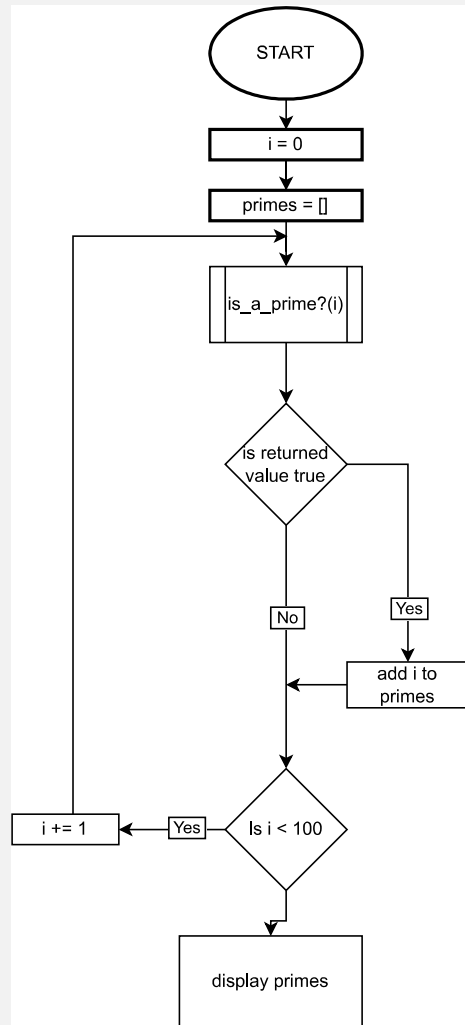 START
i = 0
primes = []
is_a_prime?(i)
is returned
value true
No
Yes
add i to
primes
Is i < 100
Yes
i += 1
display primes